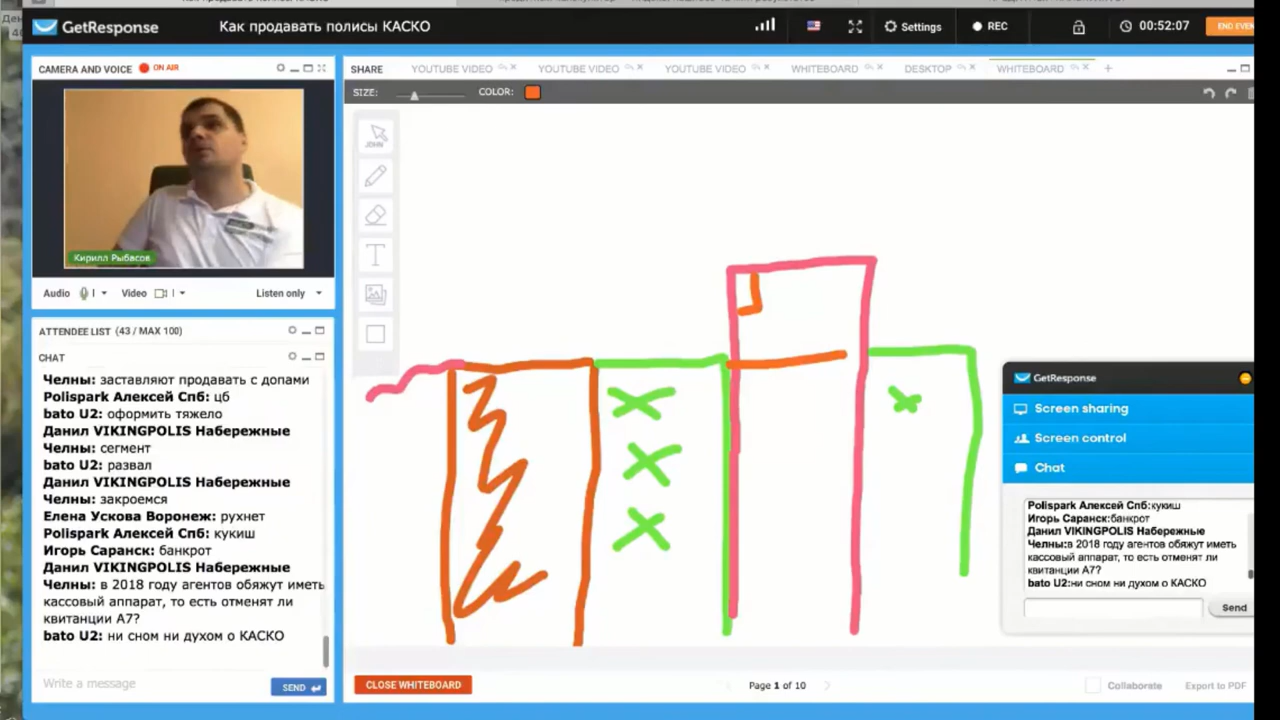 GetResponse
Как продавать полисы КАСКО
Settings
REC
00:52:07
END EVEN
CAMERA AND VOICE
ON AIR
SHARE
YOUTUBE VIDEO
YOUTUBE VIDEO
YOUTUBE VIDEO
WHITEBOARD
DESKTOP
WHITEBOARD
SIZE:
COLOR:
JOHN
Кирилл Рыбасов
Audio
Video
Listen only
ATTENDEE LIST (43 / MAX 100)
CHAT
Челны: заставляют продавать с допами
Polispark Алексей Спб: цб
bato U2: оформить тяжело
Данил VIKINGPOLIS Набережные
Челны: сегмент
bato U2: развал
Данил VIKINGPOLIS Набережные
Челны: закроемся
Елена Ускова Воронеж: рухнет
Polispark Алексей Спб: кукиш
Игорь Саранск: банкрот
Данил VIKINGPOLIS Набережные
Челны: в 2018 году агентов обяжут иметь
кассовый аппарат, то есть отменят ли
квитанции А7?
bato U2: ни сном ни духом о КАСКО
Write a message
SEND
GetResponse
Screen sharing
Screen control
Chat
Polispark Алексей Спб:кукиш
Игорь Саранск:банкрот
Данил VIKINGPOLIS Набережные
Челны:в 2018 году агентов обяжут иметь
кассовый аппарат, то есть отменят ли
квитанции А7?
bato U2:ни сном ни духом о КАСКО
Send
CLOSE WHITEBOARD
Page 1 of 10
Collaborate
Export to PDF